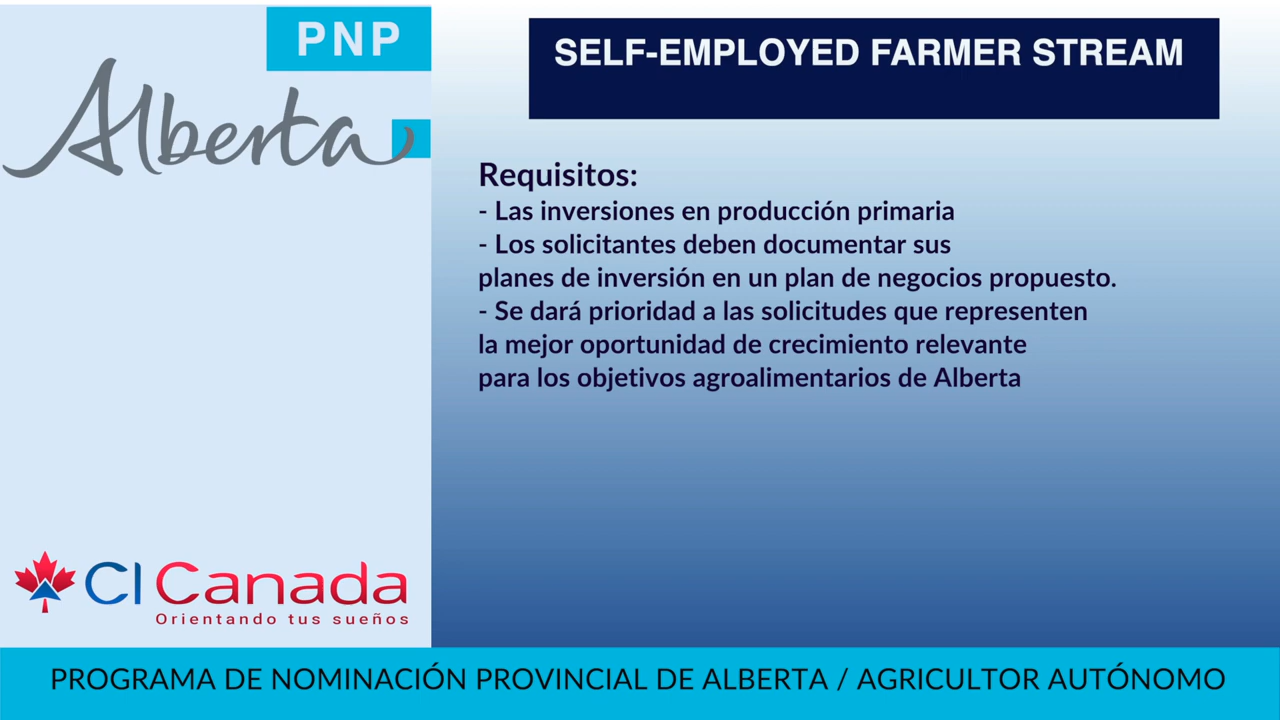 PNP
Alberta
SELF-EMPLOYED FARMER STREAM
Requisitos:
- Las inversiones en producción primaria
- Los solicitantes deben documentar sus
planes de inversión en un plan de negocios propuesto.
- Se dará prioridad a las solicitudes que representen
la mejor oportunidad de crecimiento relevante
para los objetivos agroalimentarios de Alberta
CI Canada
Orientando tus sueños
PROGRAMA DE NOMINACIÓN PROVINCIAL DE ALBERTA / AGRICULTOR AUTÓNOMO